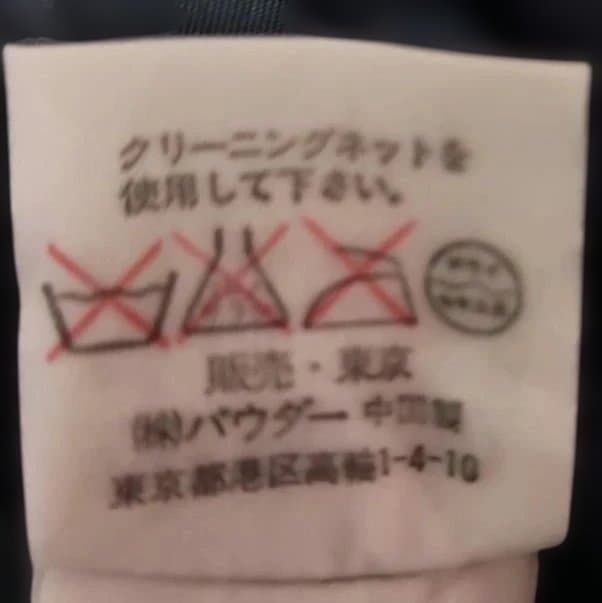 クリーニングネットを
使用して下さい。
販売・東京
(株)パウダー 中国製
東京都港区高輪1-4-10